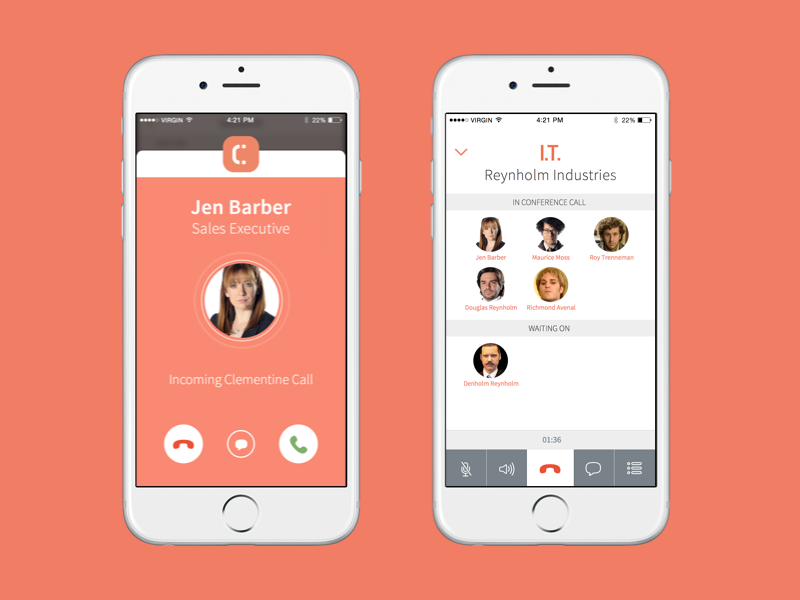 VIRGIN 4:21 PM 22%
Jen Barber
Sales Executive
Incoming Clementine Call
VIRGIN 4:21 PM 22%
I.T.
Reynholm Industries
IN CONFERENCE CALL
Jen Barber Maurice Moss Roy Trenneman
Douglas Reynholm Richmond Avenal
WAITING ON
Denholm Reynholm
01:36